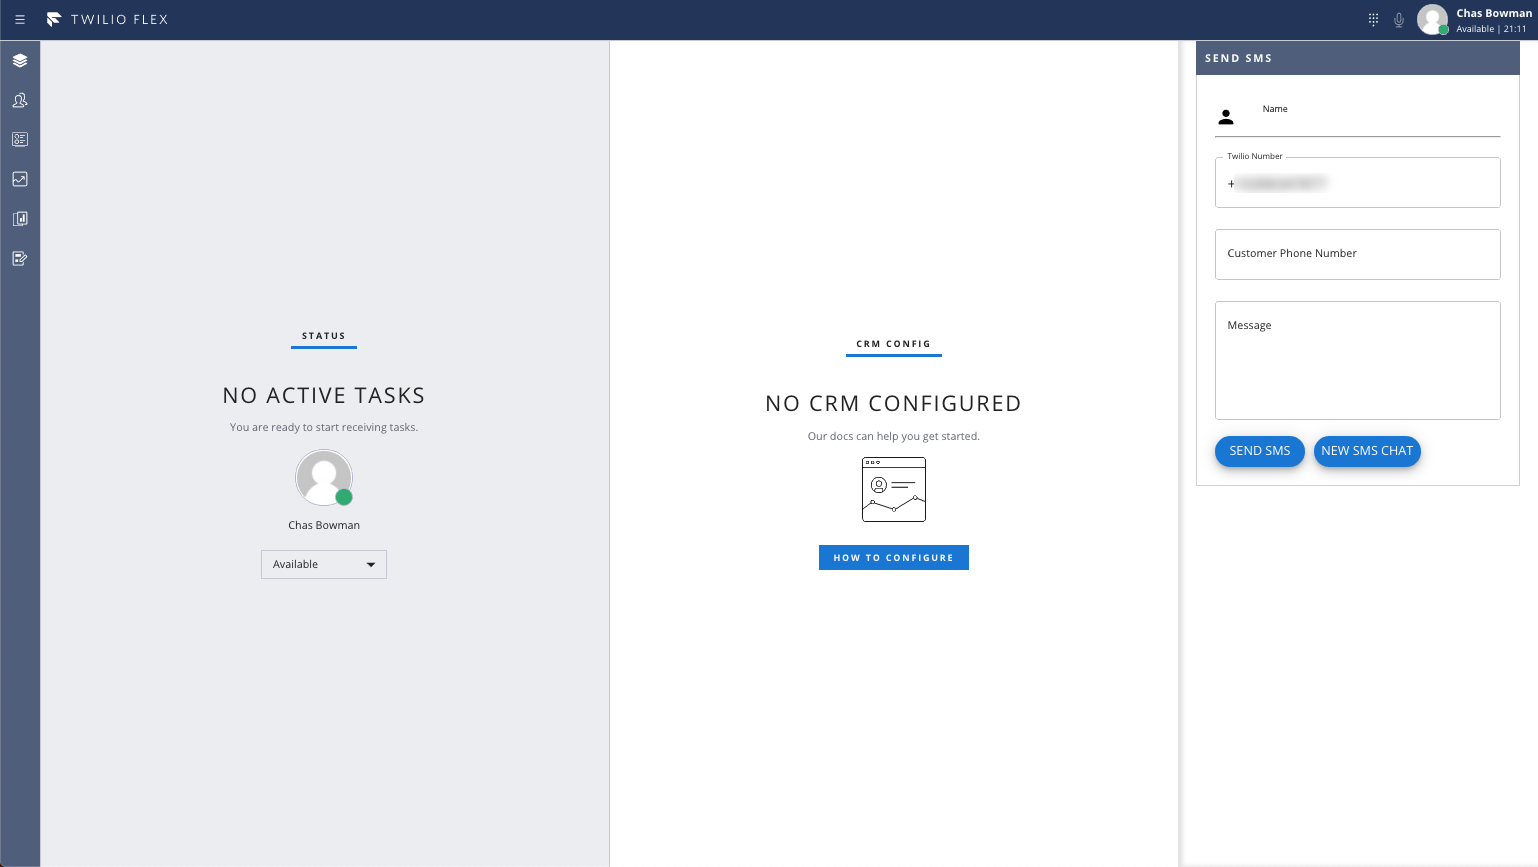 TWILIO FLEX
Chas Bowman
Available | 21:11
STATUS
NO ACTIVE TASKS
You are ready to start receiving tasks.
Chas Bowman
Available
CRM CONFIG
NO CRM CONFIGURED
Our docs can help you get started.
HOW TO CONFIGURE
SEND SMS
Name
Twilio Number
+
Customer Phone Number
Message
SEND SMS
NEW SMS CHAT